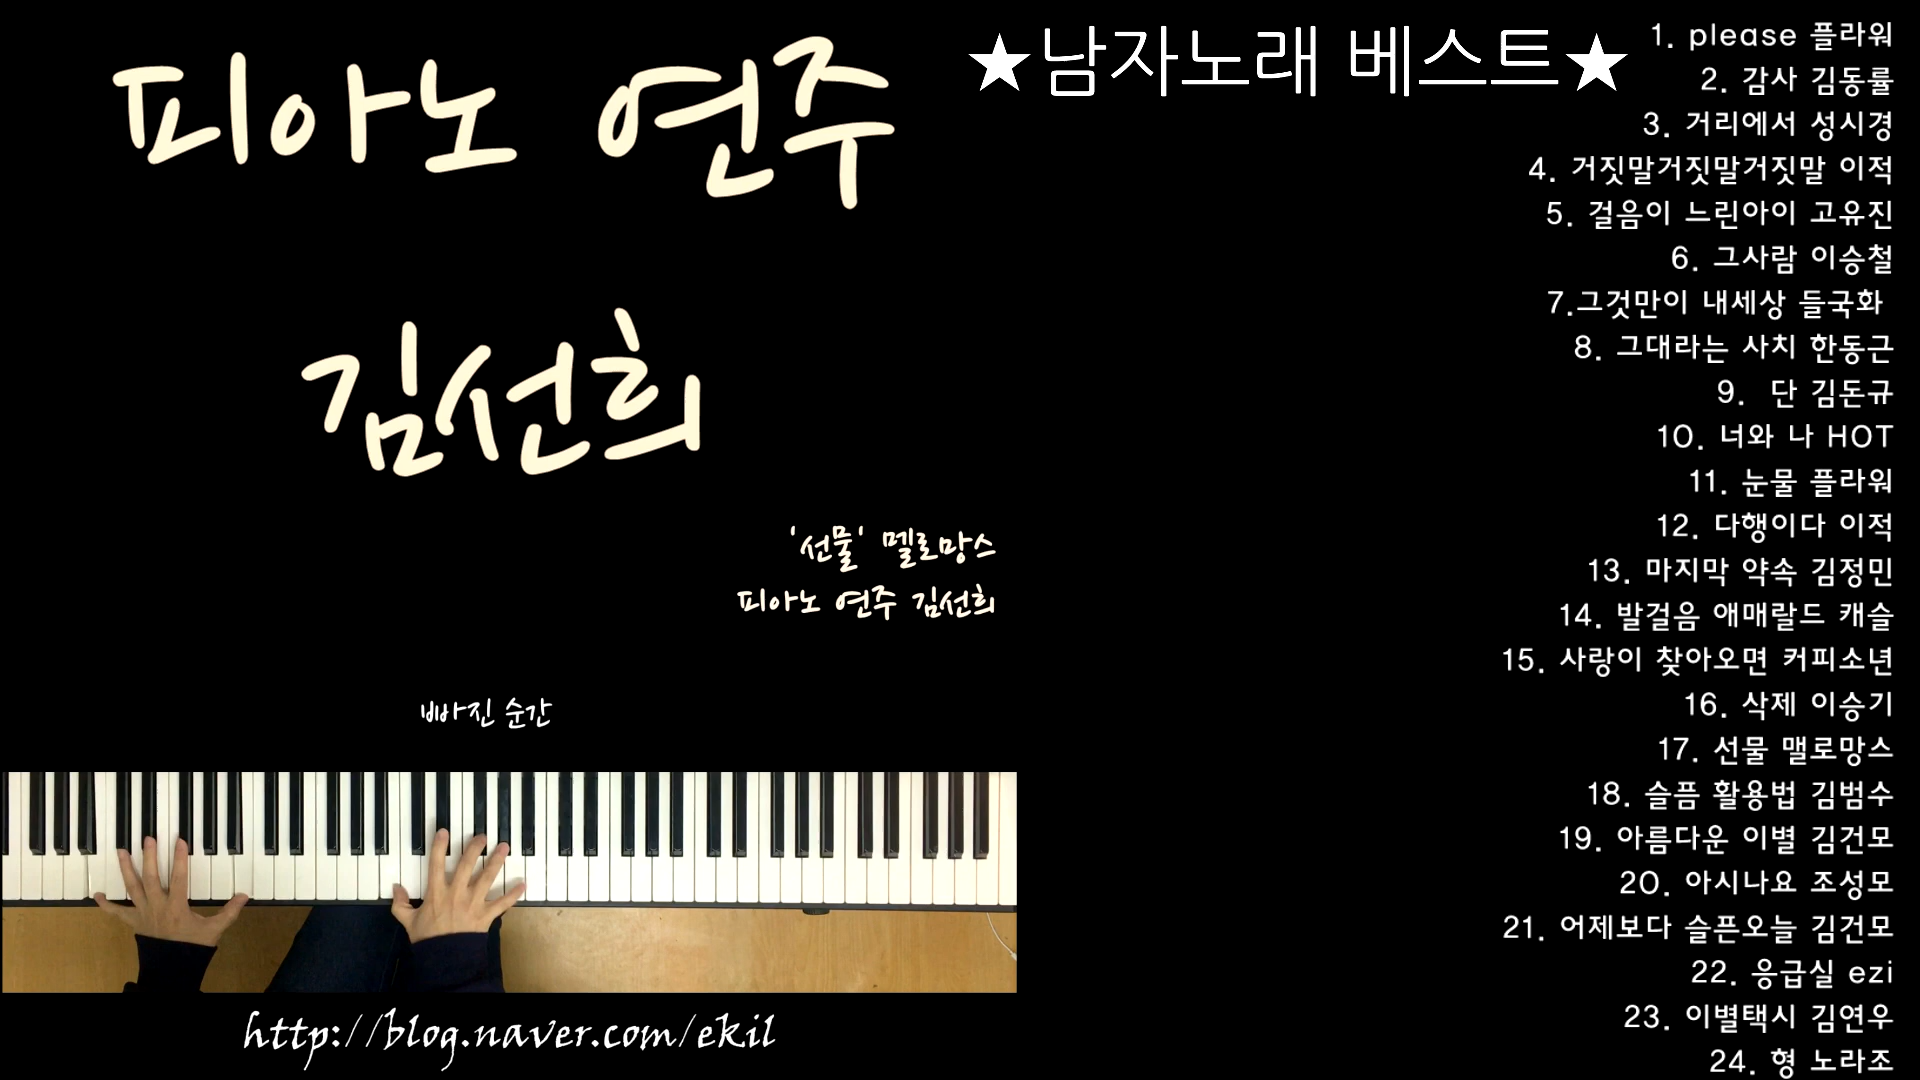 피아노 연주
김선희
'선물' 멜로망스
피아노 연주 김선희
빠진 순간
http://blog.naver.com/ekil
★남자노래 베스트★
1. please 플라워
2. 감사 김동률
3. 거리에서 성시경
4. 거짓말거짓말거짓말 이적
5. 걸음이 느린아이 고유진
6. 그사람 이승철
7.그것만이 내세상 들국화
8. 그대라는 사치 한동근
9. 단 김돈규
10. 너와 나 HOT
11. 눈물 플라워
12. 다행이다 이적
13. 마지막 약속 김정민
14. 발걸음 애매랄드 캐슬
15. 사랑이 찾아오면 커피소년
16. 삭제 이승기
17. 선물 맬로망스
18. 슬픔 활용법 김범수
19. 아름다운 이별 김건모
20. 아시나요 조성모
21. 어제보다 슬픈오늘 김건모
22. 응급실 ezi
23. 이별택시 김연우
24. 형 노라조